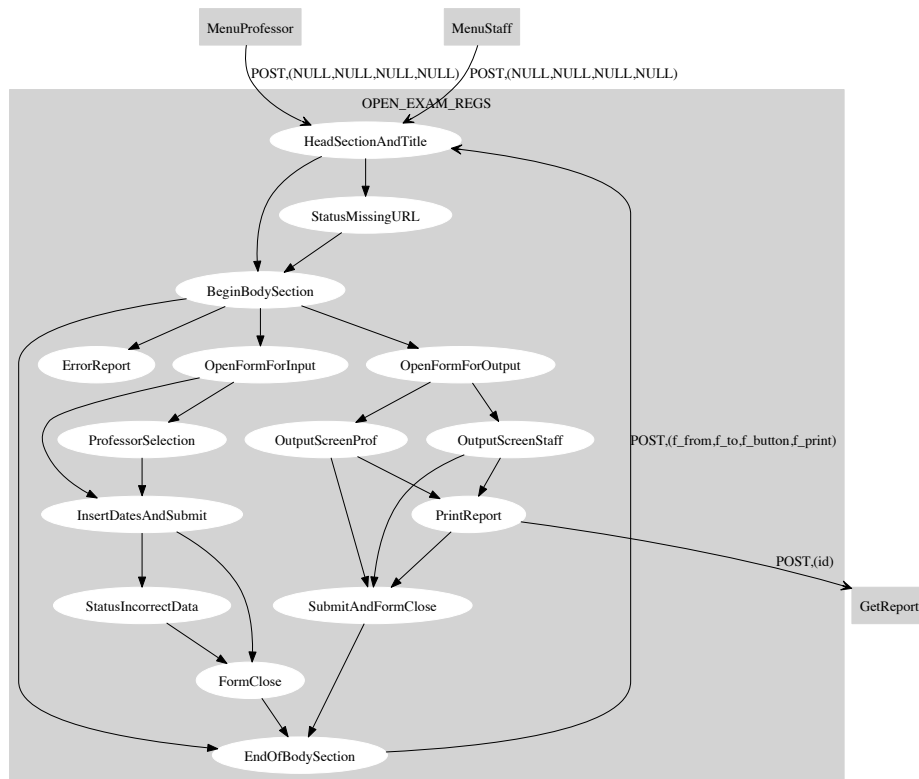 MenuProfessor
MenuStaff
POST,(NULL,NULL,NULL,NULL)
POST,(NULL,NULL,NULL,NULL)
OPEN_EXAM_REGS
HeadSectionAndTitle
StatusMissingURL
BeginBodySection
ErrorReport
OpenFormForInput
OpenFormForOutput
ProfessorSelection
OutputScreenProf
OutputScreenStaff
POST,(f_from,f_to,f_button,f_print)
InsertDatesAndSubmit
PrintReport
POST,(id)
StatusIncorrectData
SubmitAndFormClose
GetReport
FormClose
EndOfBodySection